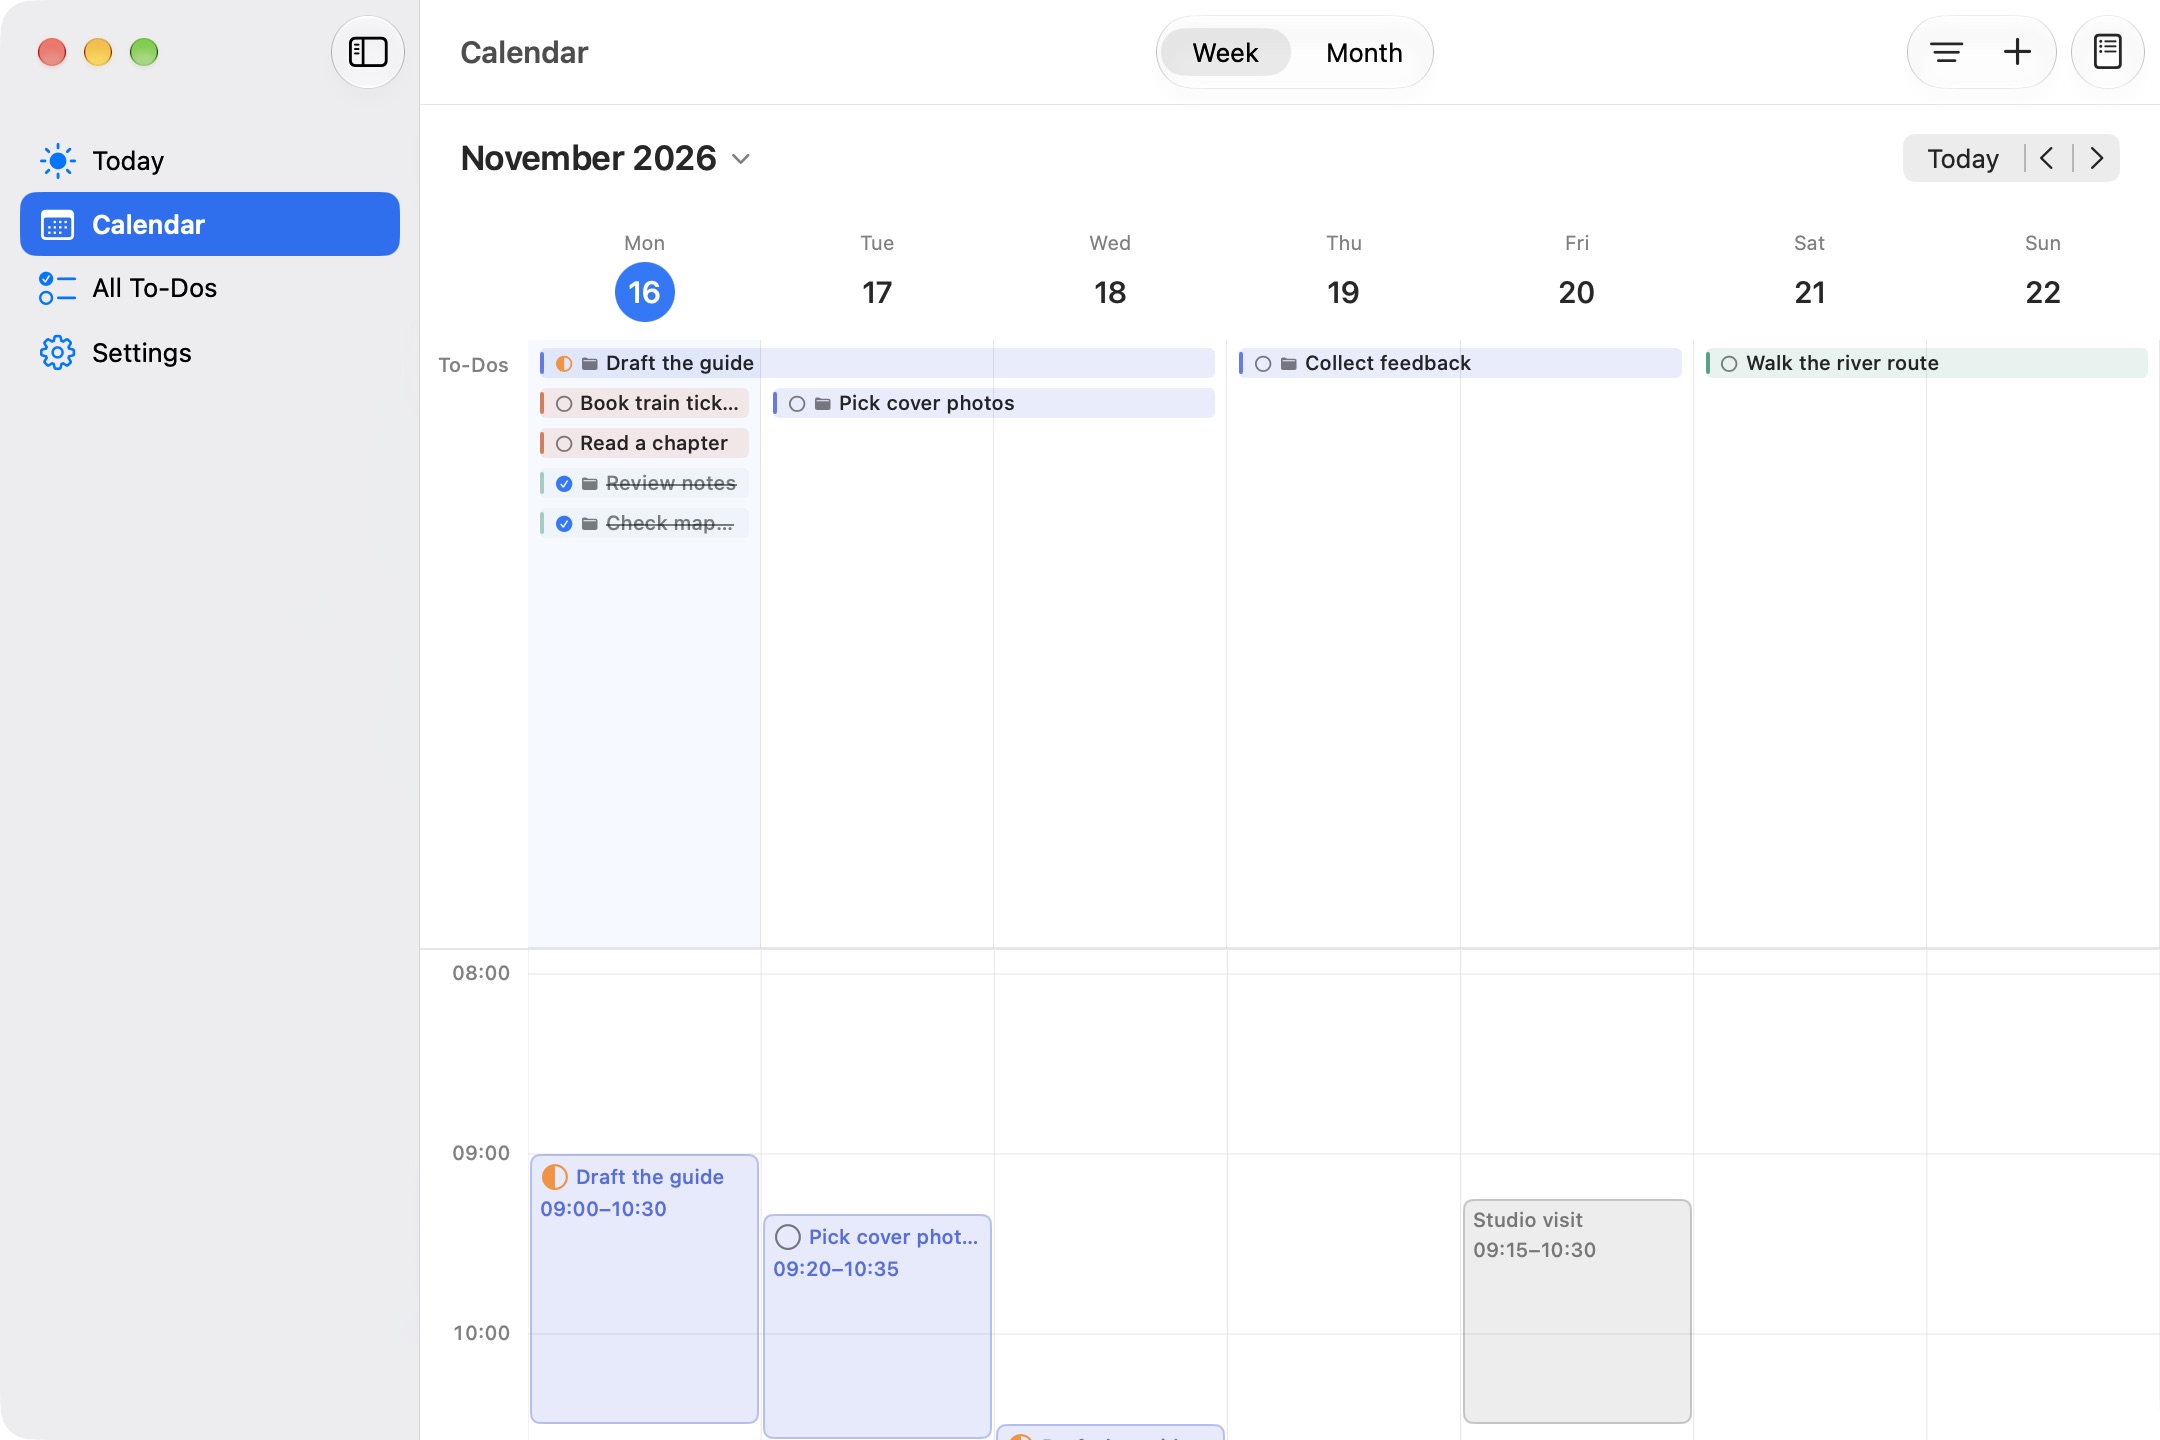 Calendar
Week
Month
Today
Calendar
All To-Dos
Settings
November 2026
Today
Mon
Tue
Wed
Thu
Fri
Sat
Sun
16
17
18
19
20
21
22
To-Dos
Draft the guide
Collect feedback
Walk the river route
Book train tick...
Pick cover photos
Read a chapter
Review notes
Check map...
08:00
09:00
Draft the guide
09:00–10:30
Pick cover phot...
09:20–10:35
Studio visit
09:15–10:30
10:00